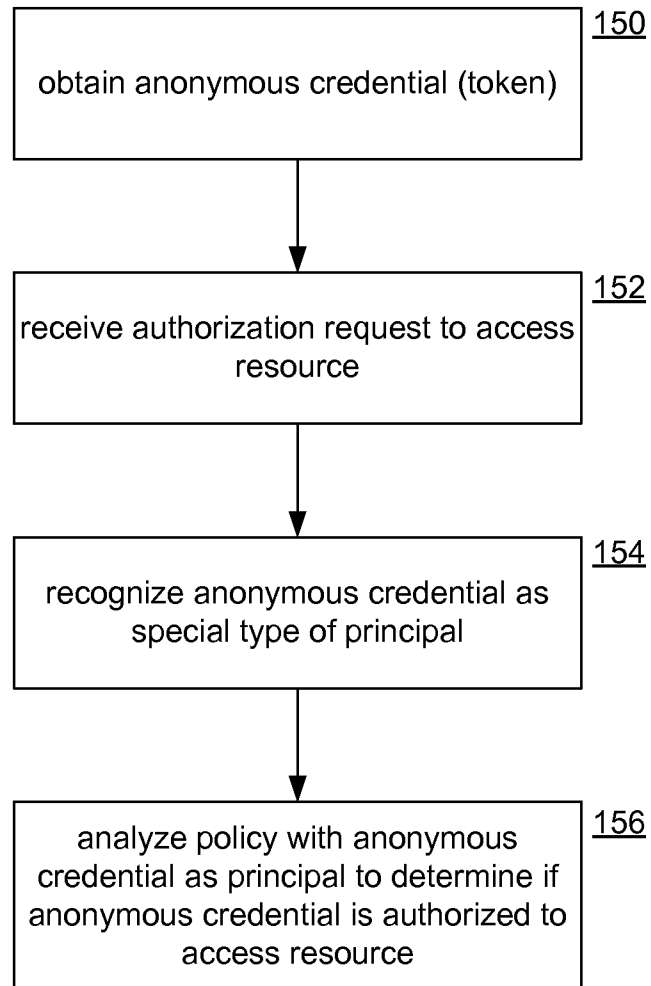 150
obtain anonymous credential (token)
152
receive authorization request to access
resource
154
recognize anonymous credential as
special type of principal
156
analyze policy with anonymous
credential as principal to determine if
anonymous credential is authorized to
access resource